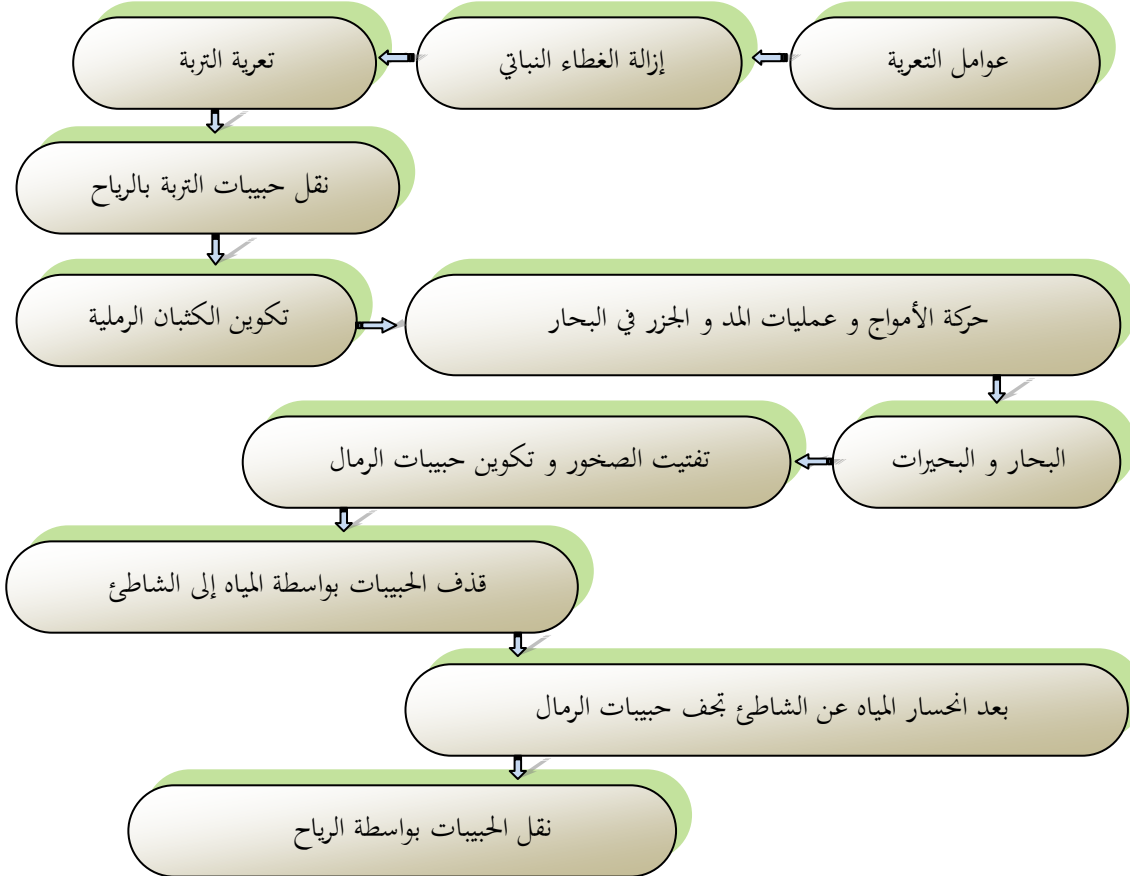 عوامل التعرية
إزالة الغطاء النباتي
تعرية التربة
نقل حبيبات التربة بالرياح
تكوين الكثبان الرملية
حركة الأمواج و عمليات المد و الجزر في البحار
البحار و البحيرات
تفتيت الصخور و تكوين حبيبات الرمال
قذف الحبيبات بواسطة المياه إلى الشاطئ
بعد انحسار المياه عن الشاطئ تجف حبيبات الرمال
نقل الحبيبات بواسطة الرياح